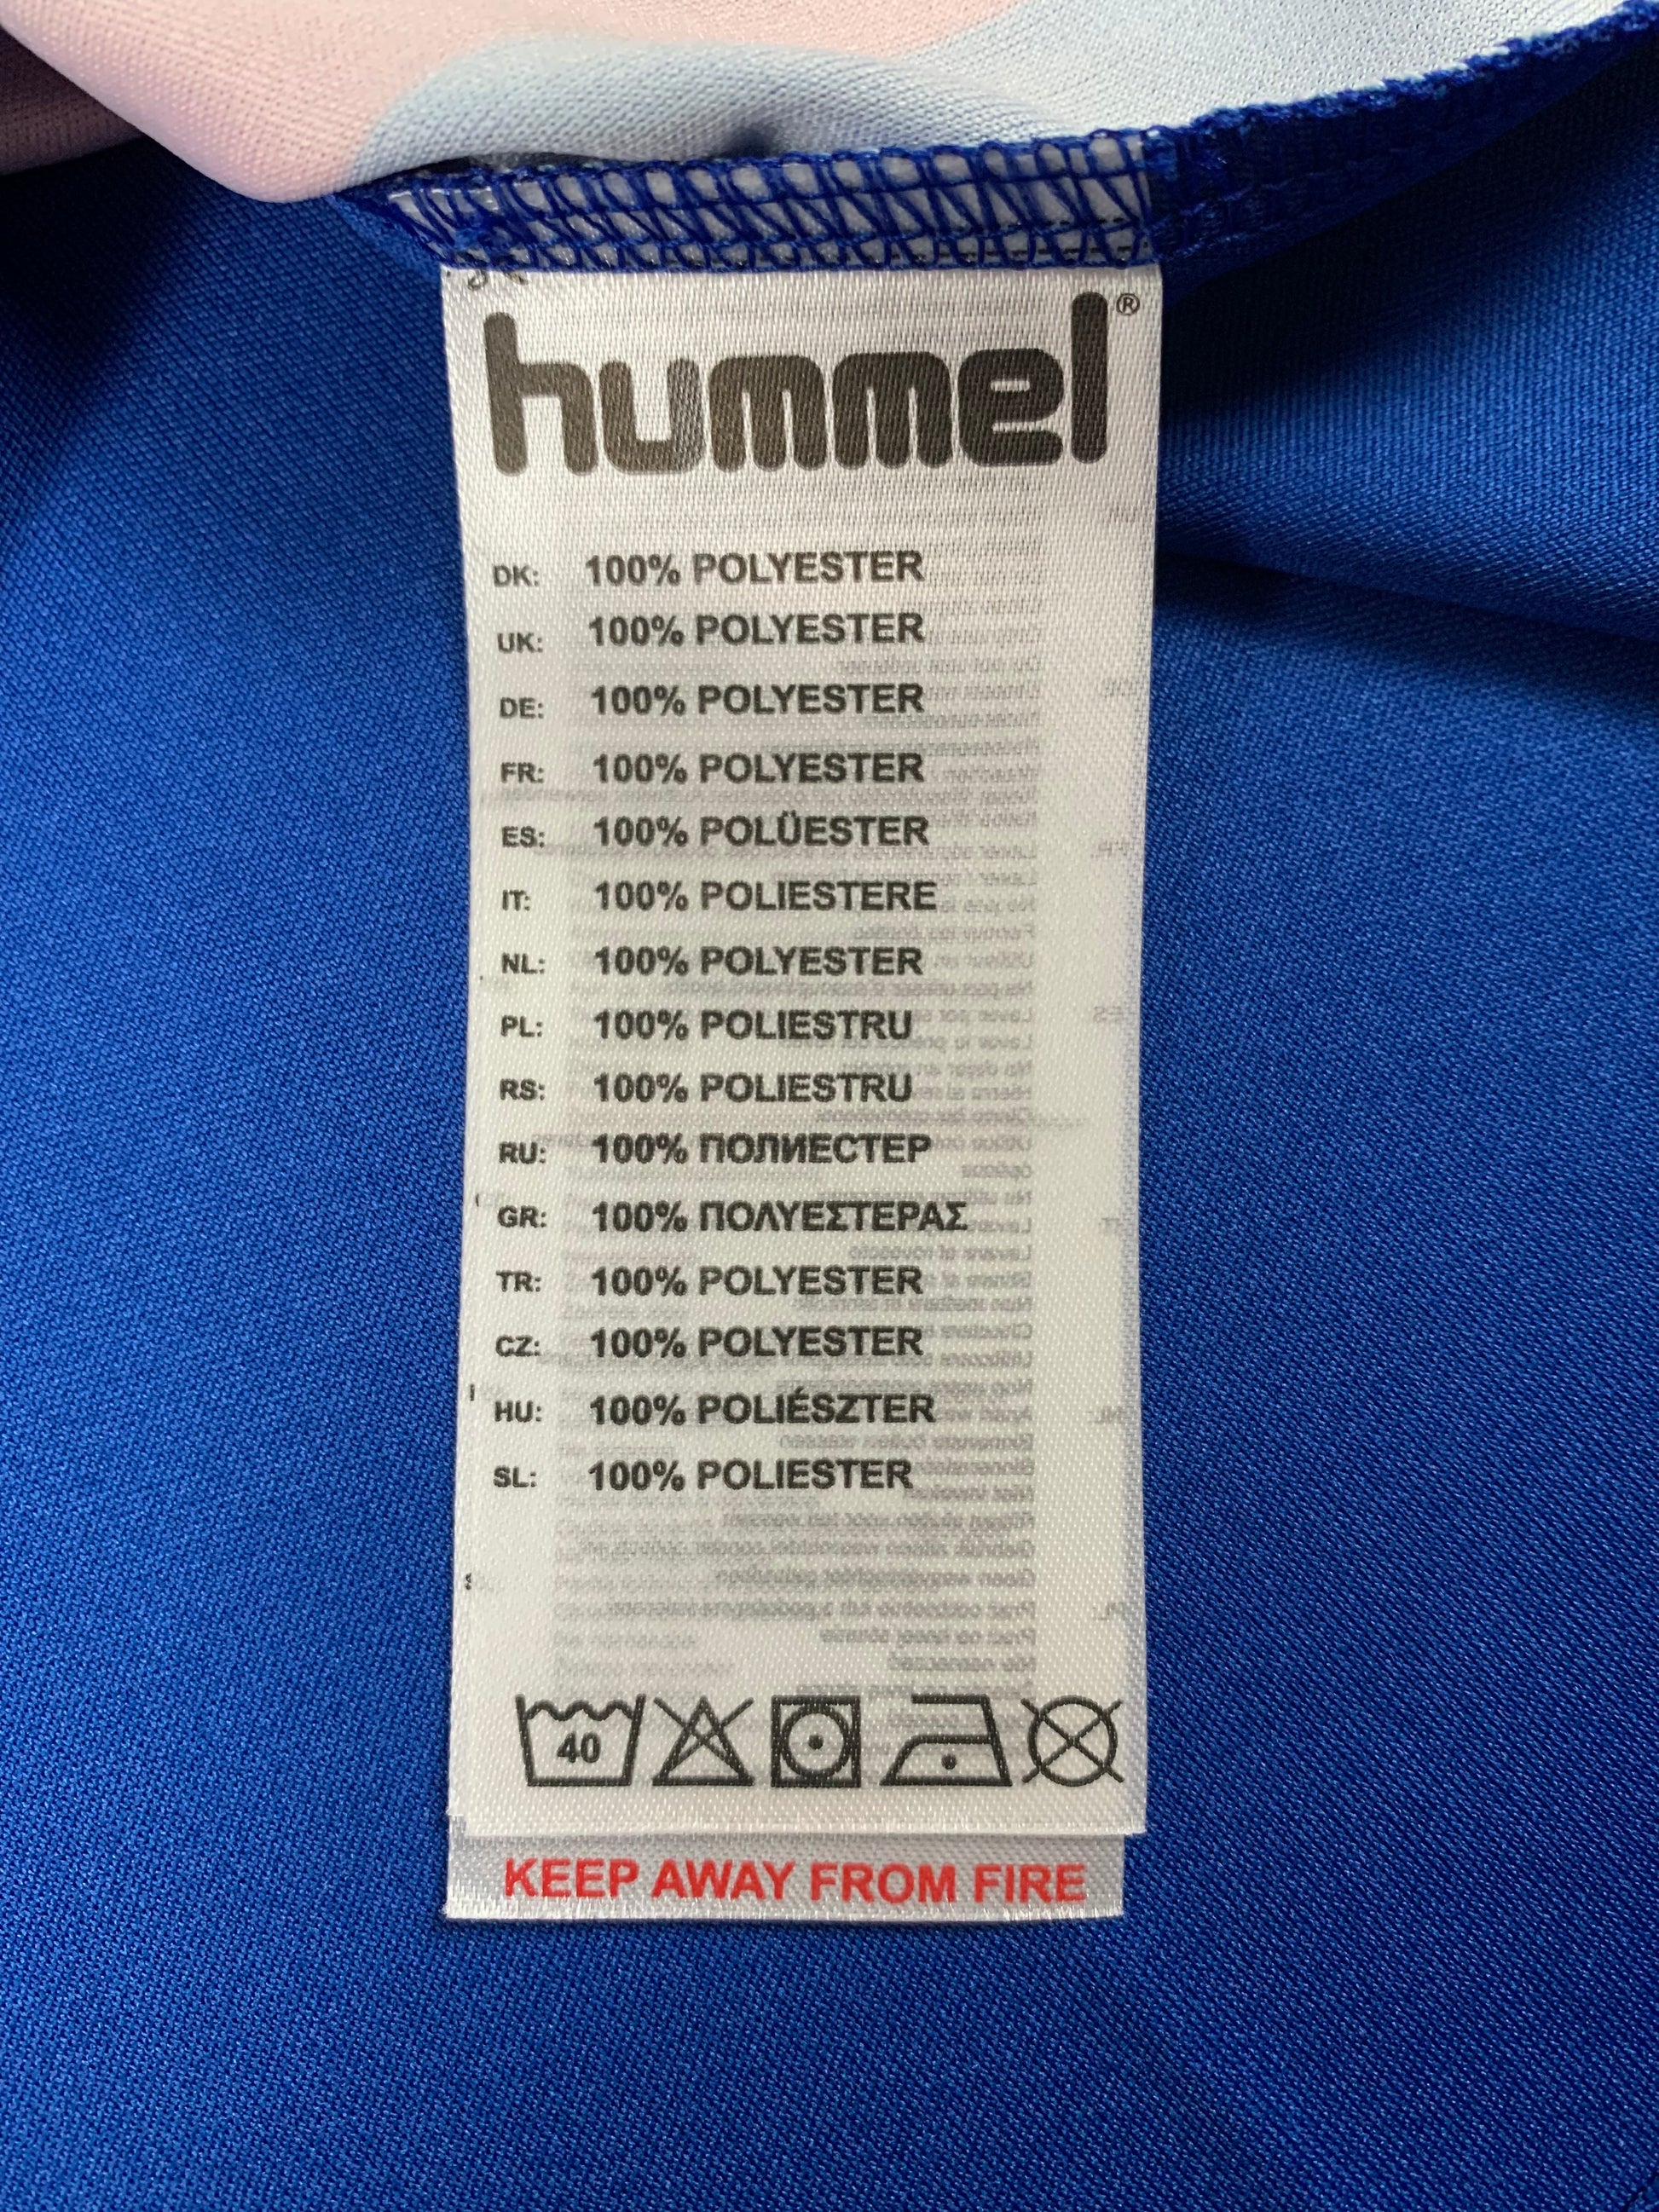 hummel®
DK: 100% POLYESTER
UK: 100% POLYESTER
DE: 100% POLYESTER
FR: 100% POLYESTER
ES: 100% POLÜESTER
IT: 100% POLIESTERE
NL: 100% POLYESTER
PL: 100% POLIESTRU
RS: 100% POLIESTRU
RU: 100% ПОЛИЕСТЕР
GR: 100% ΠΟΛΥΕΣΤΕΡΑΣ
TR: 100% POLYESTER
CZ: 100% POLYESTER
HU: 100% POLIÉSZTER
SL: 100% POLIESTER
40
KEEP AWAY FROM FIRE